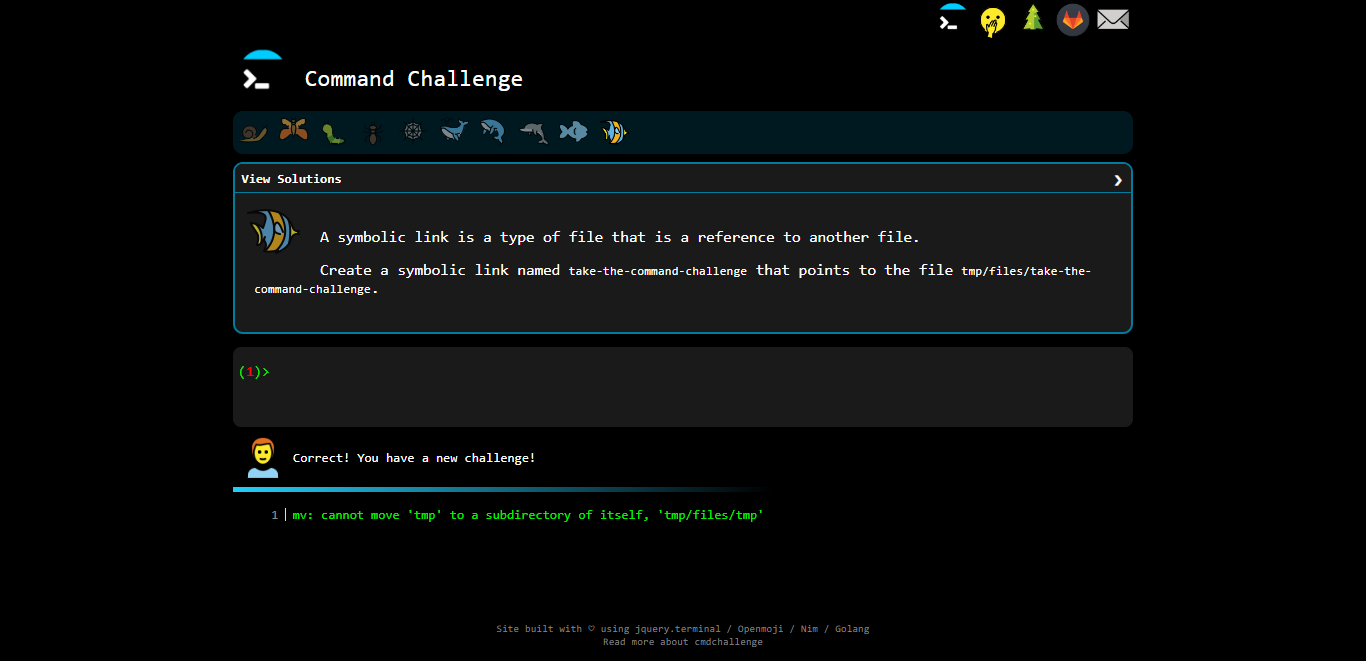 Command Challenge
View Solutions
A symbolic link is a type of file that is a reference to another file.
Create a symbolic link named take-the-command-challenge that points to the file tmp/files/take-the-
command-challenge.
(1)>
Correct! You have a new challenge!
1 mv: cannot move 'tmp' to a subdirectory of itself, 'tmp/files/tmp'
Site built with ♡ using jquery.terminal / Openmoji / Nim / Golang
Read more about cmdchallenge